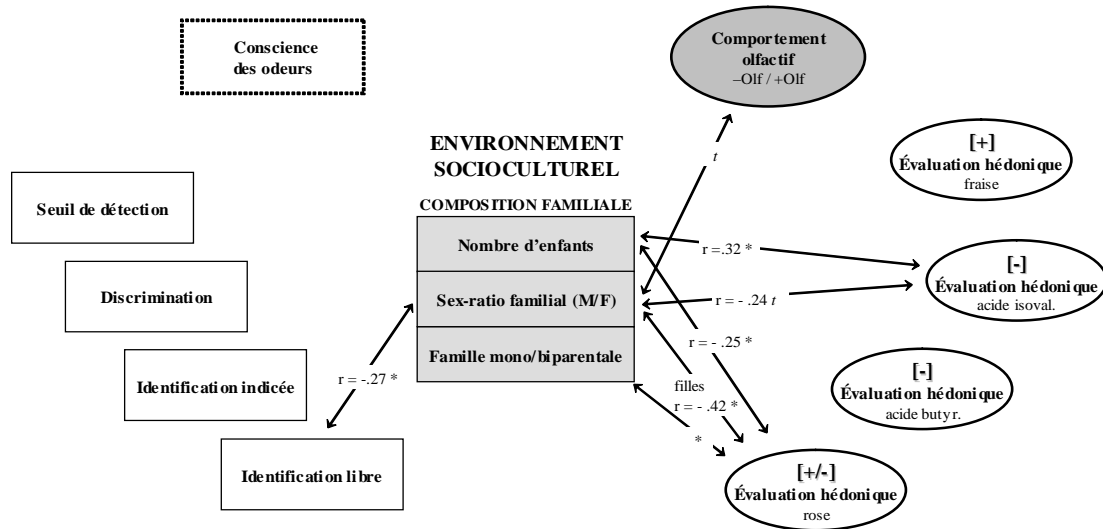 Conscience
des odeurs
Comportement
olfactif
–Olf / +Olf
ENVIRONNEMENT
SOCIOCULTUREL
COMPOSITION FAMILIALE
Nombre d'enfants
Sex-ratio familial (M/F)
Famille mono/biparentale
Seuil de détection
Discrimination
Identification indicée
Identification libre
r = -.27 *
t
r =.32 *
r = - .24 t
r = - .25 *
filles
r = - .42 *
*
[+]
Évaluation hédonique
fraise
[-]
Évaluation hédonique
acide isoval.
[-]
Évaluation hédonique
acide butyr.
[+/-]
Évaluation hédonique
rose